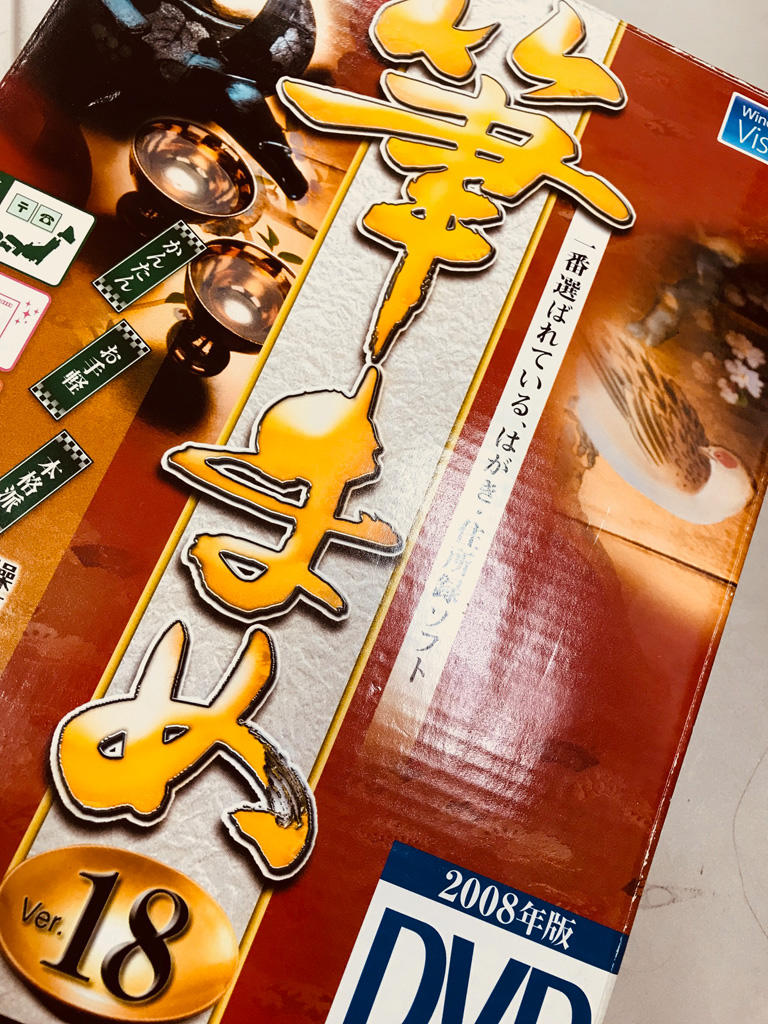 筆まめ
Ver.18
一番選ばれている、はがき・住所録ソフト
かんたん
お手軽
本格派
2008年版
DVD